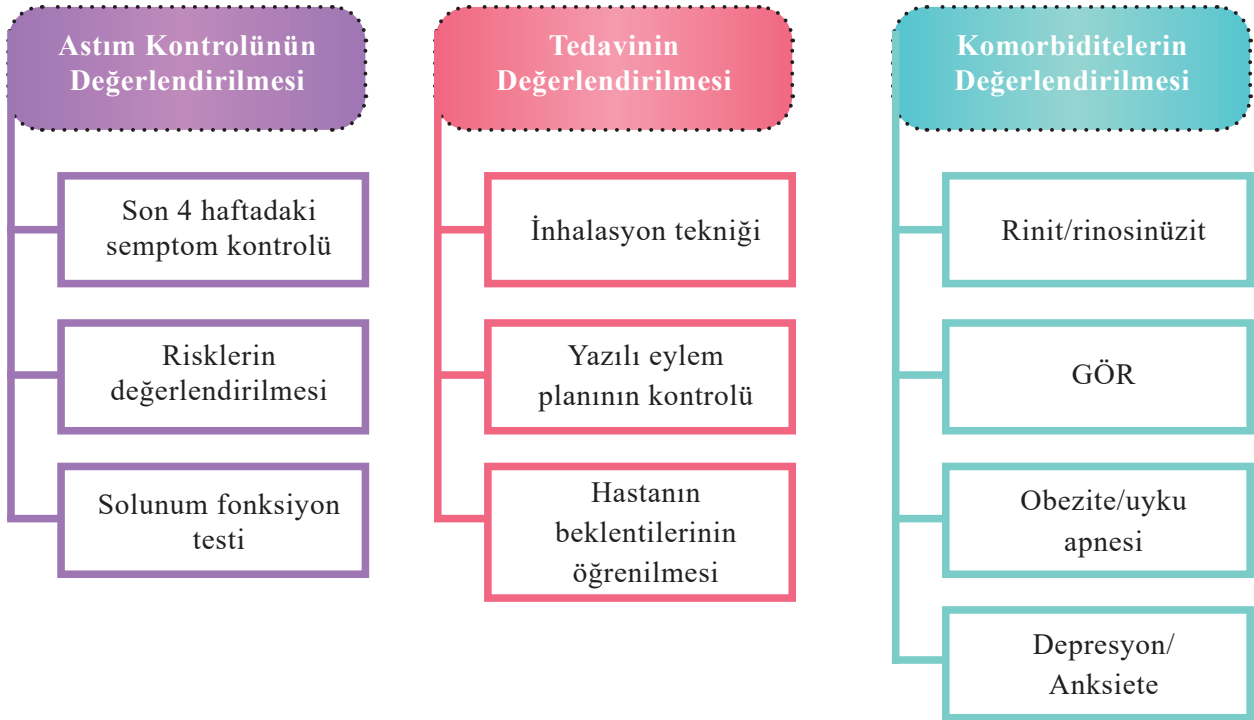 Astım Kontrolünün
Değerlendirilmesi
Son 4 haftadaki
semptom kontrolü
Risklerin
değerlendirilmesi
Solunum fonksiyon
testi
Tedavinin
Değerlendirilmesi
İnhalasyon tekniği
Yazılı eylem
planının kontrolü
Hastanın
beklentilerinin
öğrenilmesi
Komorbiditelerin
Değerlendirilmesi
Rinit/rinosinüzit
GÖR
Obezite/uyku
apnesi
Depresyon/
Anksiete